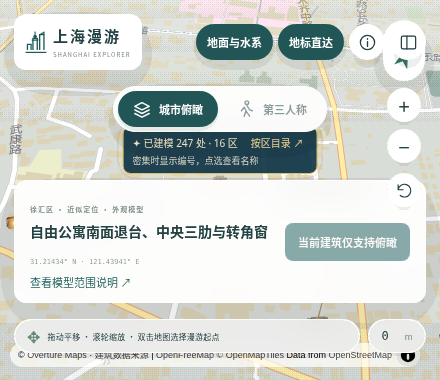 上海漫游
SHANGHAI EXPLORER
地面与水系
地标直达
城市俯瞰
第三人称
✦ 已建模 247 处 · 16 区 按区目录 ↗
密集时显示编号，点选查看名称
武康路
徐汇区 · 近似定位 · 外观模型
自由公寓南面退台、中央三肋与转角窗
当前建筑仅支持俯瞰
31.21434° N · 121.43941° E
查看模型范围说明 ↗
拖动平移 · 滚轮缩放 · 双击地图选择漫游起点
0 m
© Overture Maps · 建筑数据来源 | OpenFreeMap © OpenMapTiles Data from OpenStreetMap